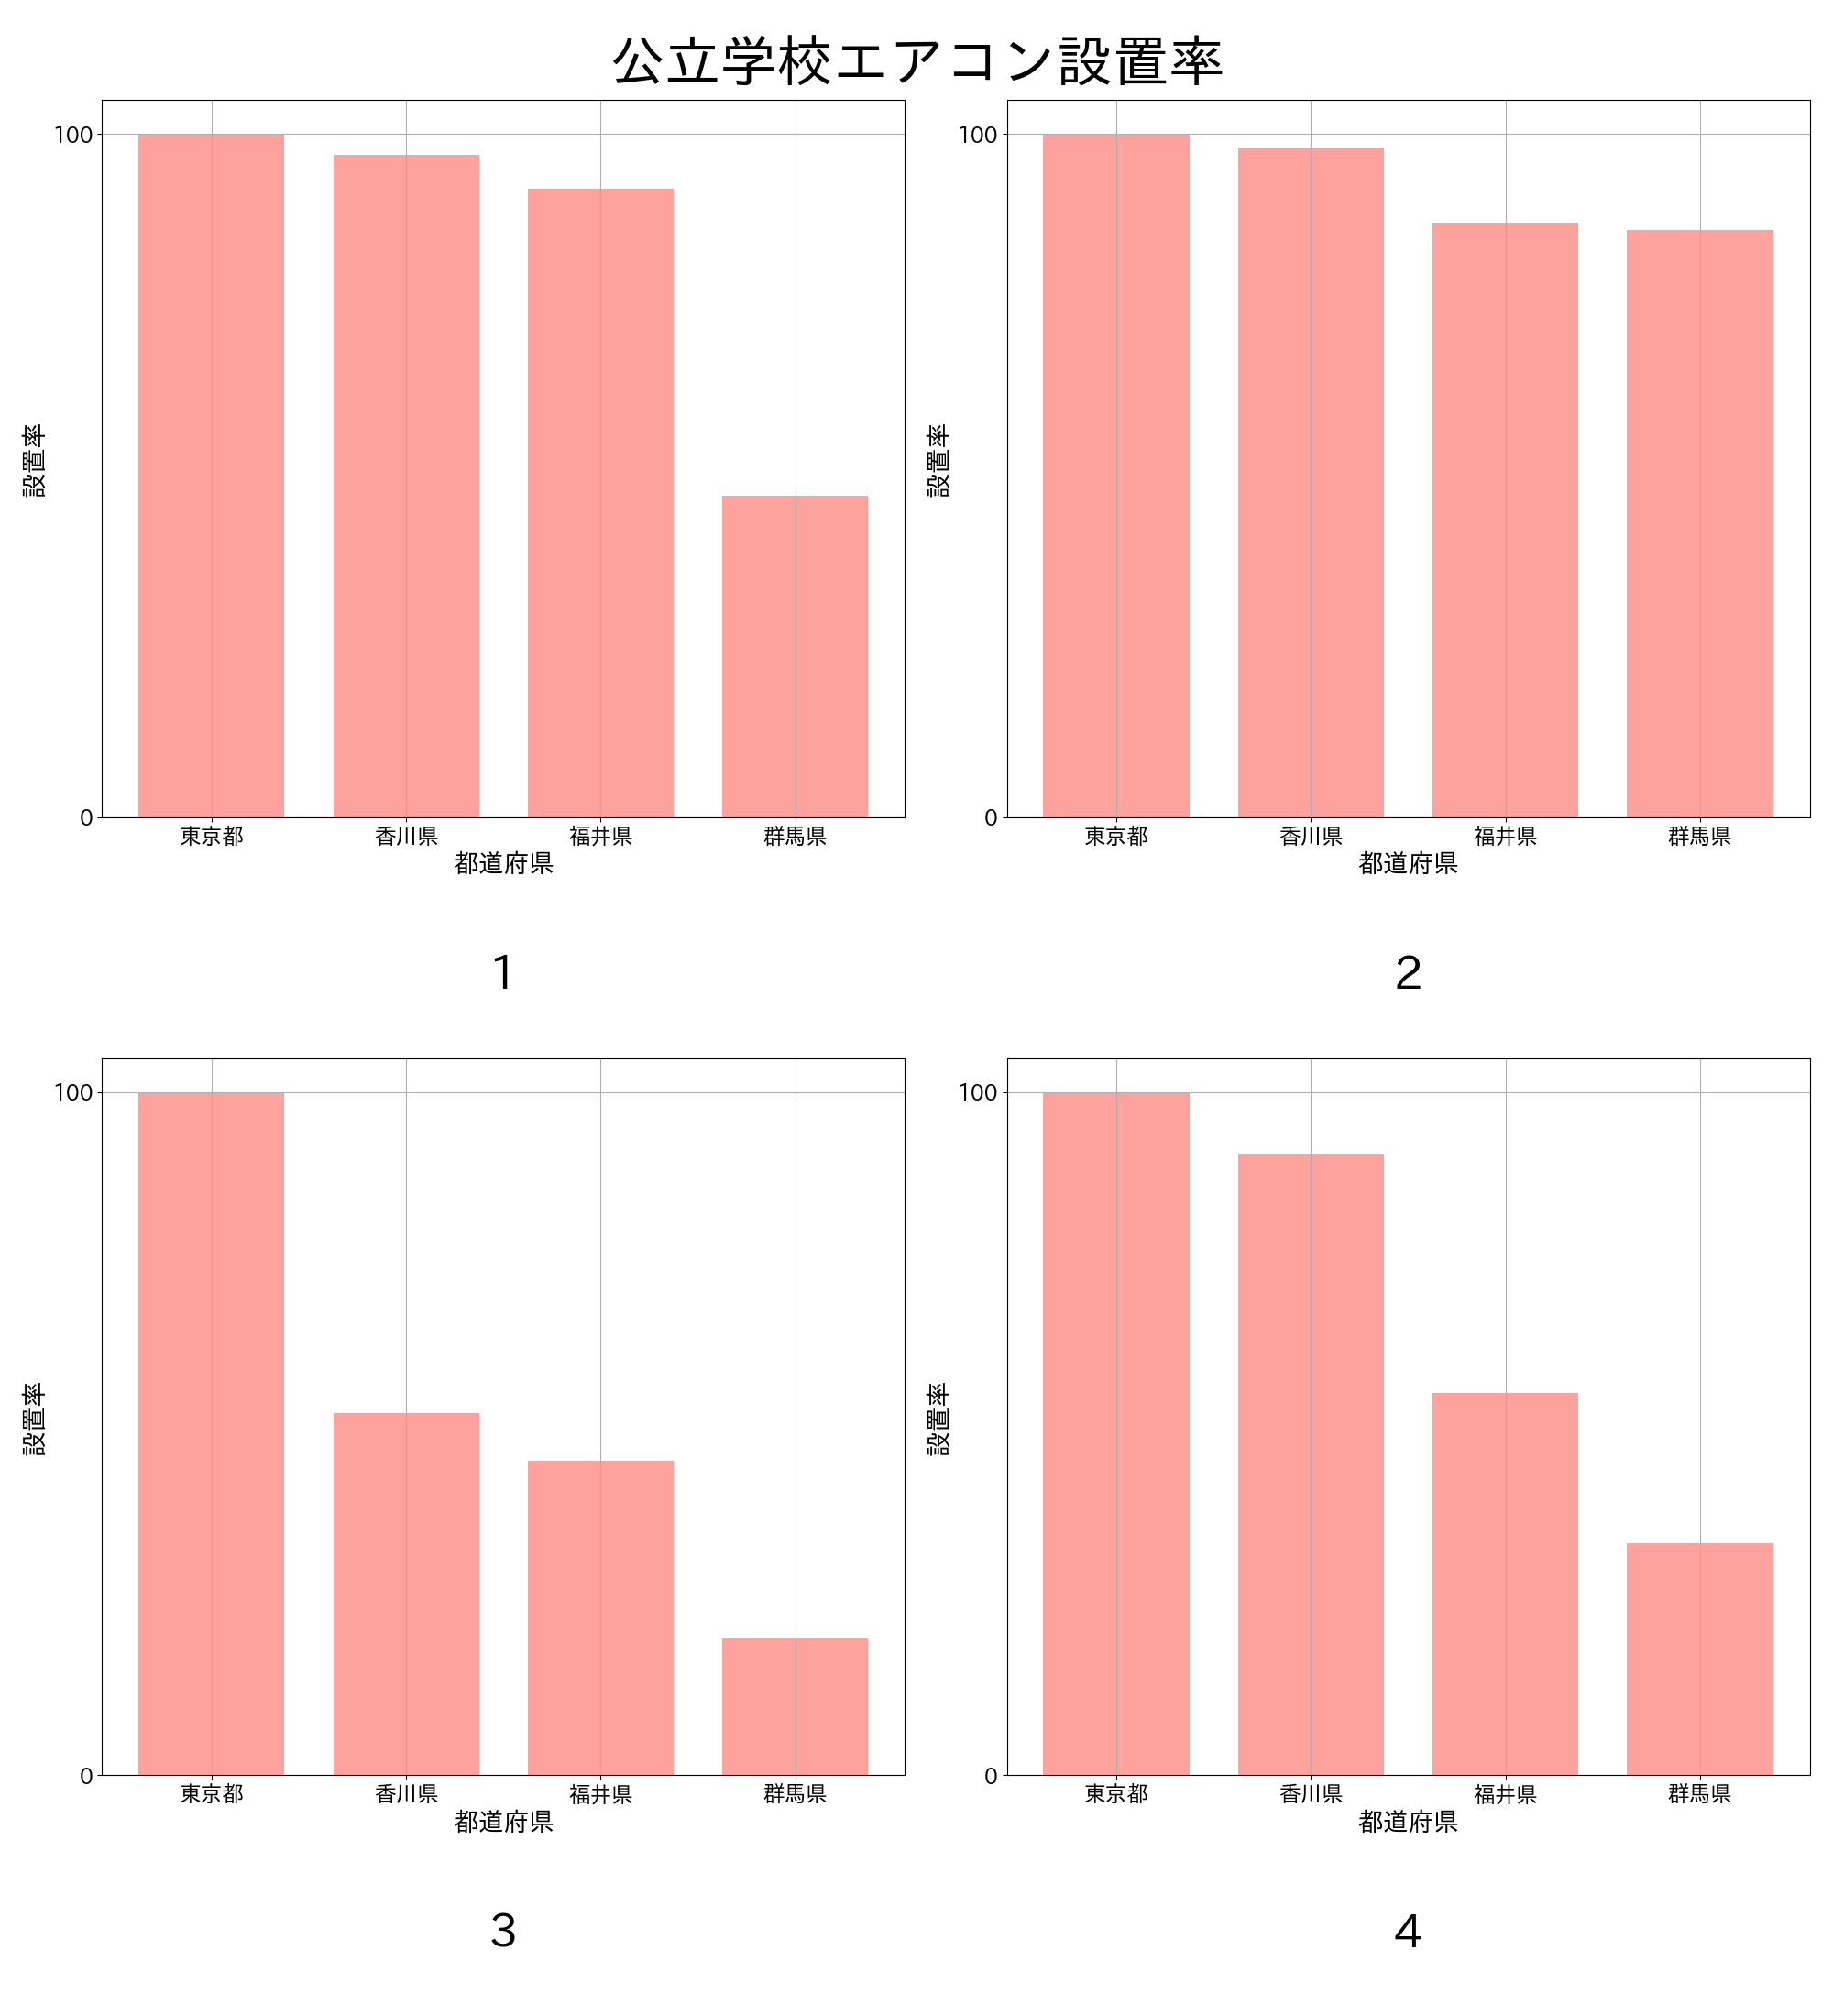 公立学校エアコン設置率
100
0
設置率
東京都 香川県 福井県 群馬県
都道府県
1
100
0
設置率
東京都 香川県 福井県 群馬県
都道府県
2
100
0
設置率
東京都 香川県 福井県 群馬県
都道府県
3
100
0
設置率
東京都 香川県 福井県 群馬県
都道府県
4